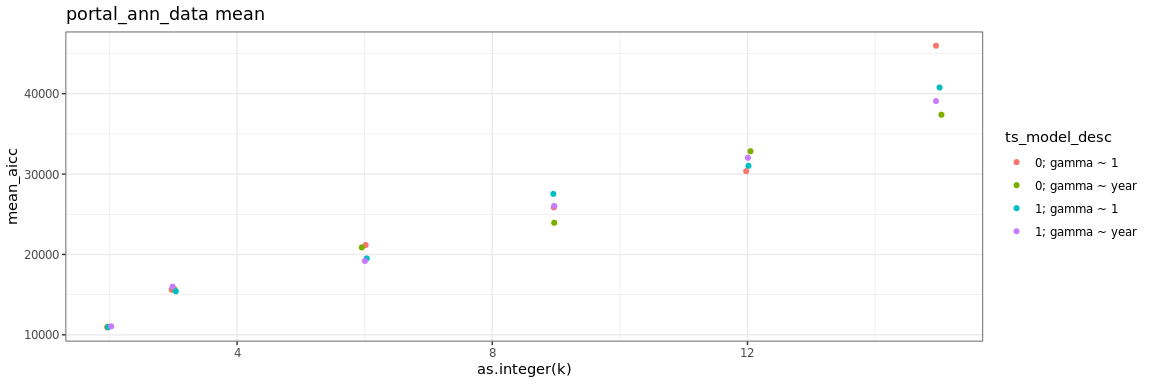 portal_ann_data mean
mean_aicc
40000
30000
20000
10000
4
8
12
as.integer(k)
ts_model_desc
0; gamma ~ 1
0; gamma ~ year
1; gamma ~ 1
1; gamma ~ year